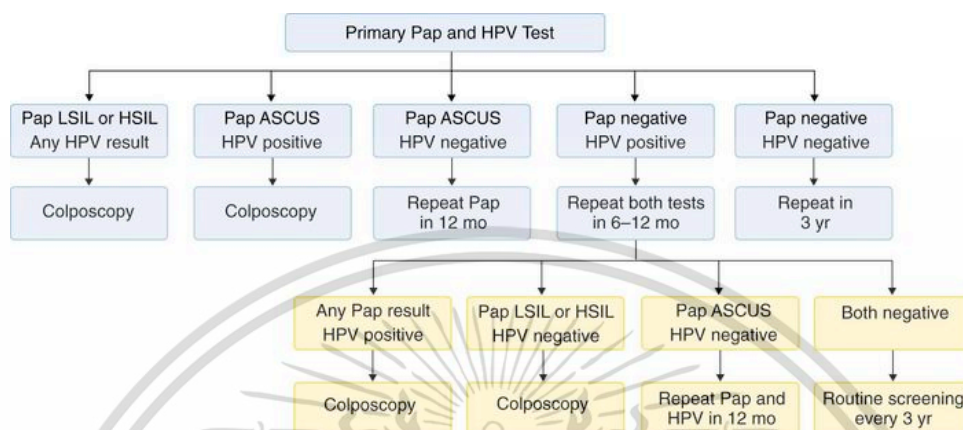 Primary Pap and HPV Test
Pap LSIL or HSIL
Any HPV result
Pap ASCUS
HPV positive
Pap ASCUS
HPV negative
Pap negative
HPV positive
Pap negative
HPV negative
Colposcopy
Colposcopy
Repeat Pap
in 12 mo
Repeat both tests
in 6–12 mo
Repeat in
3 yr
Any Pap result
HPV positive
Pap LSIL or HSIL
HPV negative
Pap ASCUS
HPV negative
Both negative
Colposcopy
Colposcopy
Repeat Pap and
HPV in 12 mo
Routine screening
every 3 yr